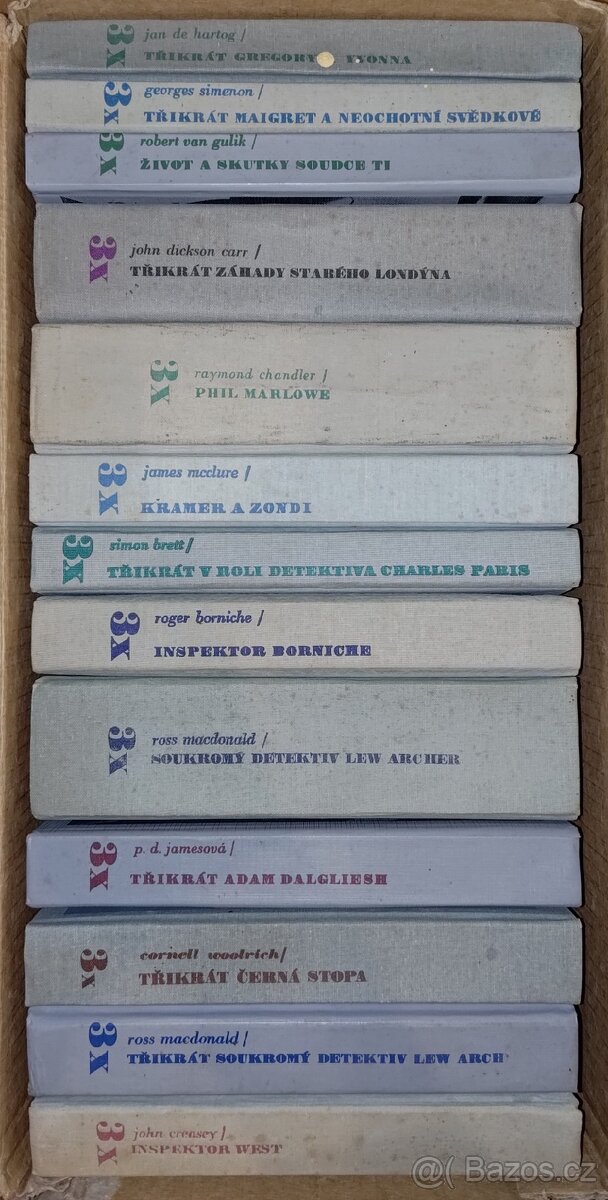 3x
jan de hartog /
TŘIKRÁT GREGORY YVONNA
3x
georges simenon /
TŘIKRÁT MAIGRET A NEOCHOTNÍ SVĚDKOVÉ
3x
robert van gulik /
ŽIVOT A SKUTKY SOUDCE TI
3x
john dickson carr /
TŘIKRÁT ZÁHADY STARÉHO LONDÝNA
3x
raymond chandler /
PHIL MARLOWE
3x
james mcclure /
KRAMER A ZONDI
3x
simon brett /
TŘIKRÁT V ROLI DETEKTIVA CHARLES PARIS
3x
roger borniche /
INSPEKTOR BORNICHE
3x
ross macdonald /
SOUKROMÝ DETEKTIV LEW ARCHER
3x
p. d. jamesová /
TŘIKRÁT ADAM DALGLIESH
3x
cornell woolrich /
TŘIKRÁT ČERNÁ STOPA
3x
ross macdonald /
TŘIKRÁT SOUKROMÝ DETEKTIV LEW ARCH
3x
john creasey /
INSPEKTOR WEST
@( Bazos.cz